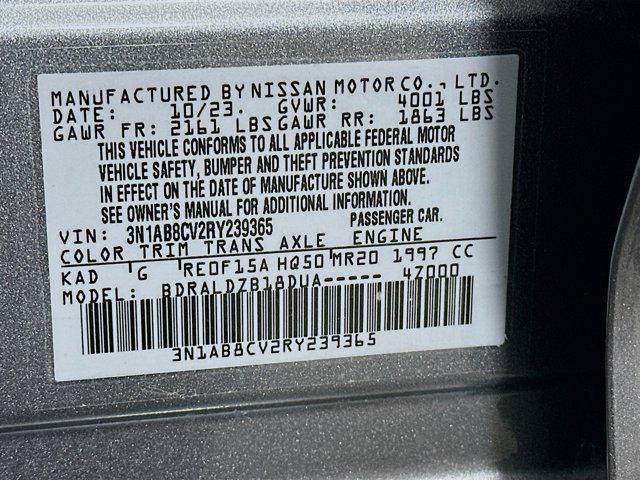 MANUFACTURED BY NISSAN MOTOR CO., LTD.
DATE: 10/23. GVWR: 4001 LBS
GAWR FR: 2161 LBS GAWR RR: 1863 LBS
THIS VEHICLE CONFORMS TO ALL APPLICABLE FEDERAL MOTOR
VEHICLE SAFETY, BUMPER AND THEFT PREVENTION STANDARDS
IN EFFECT ON THE DATE OF MANUFACTURE SHOWN ABOVE.
SEE OWNER'S MANUAL FOR ADDITIONAL INFORMATION.
VIN: 3N1AB8CV2RY239365 PASSENGER CAR.
COLOR TRIM TRANS AXLE ENGINE
KAD G RE0F15A HQ50 MR20 1997 CC
MODEL: BDRALDZB18DUA----- 4Z000
3N1AB8CV2RY239365